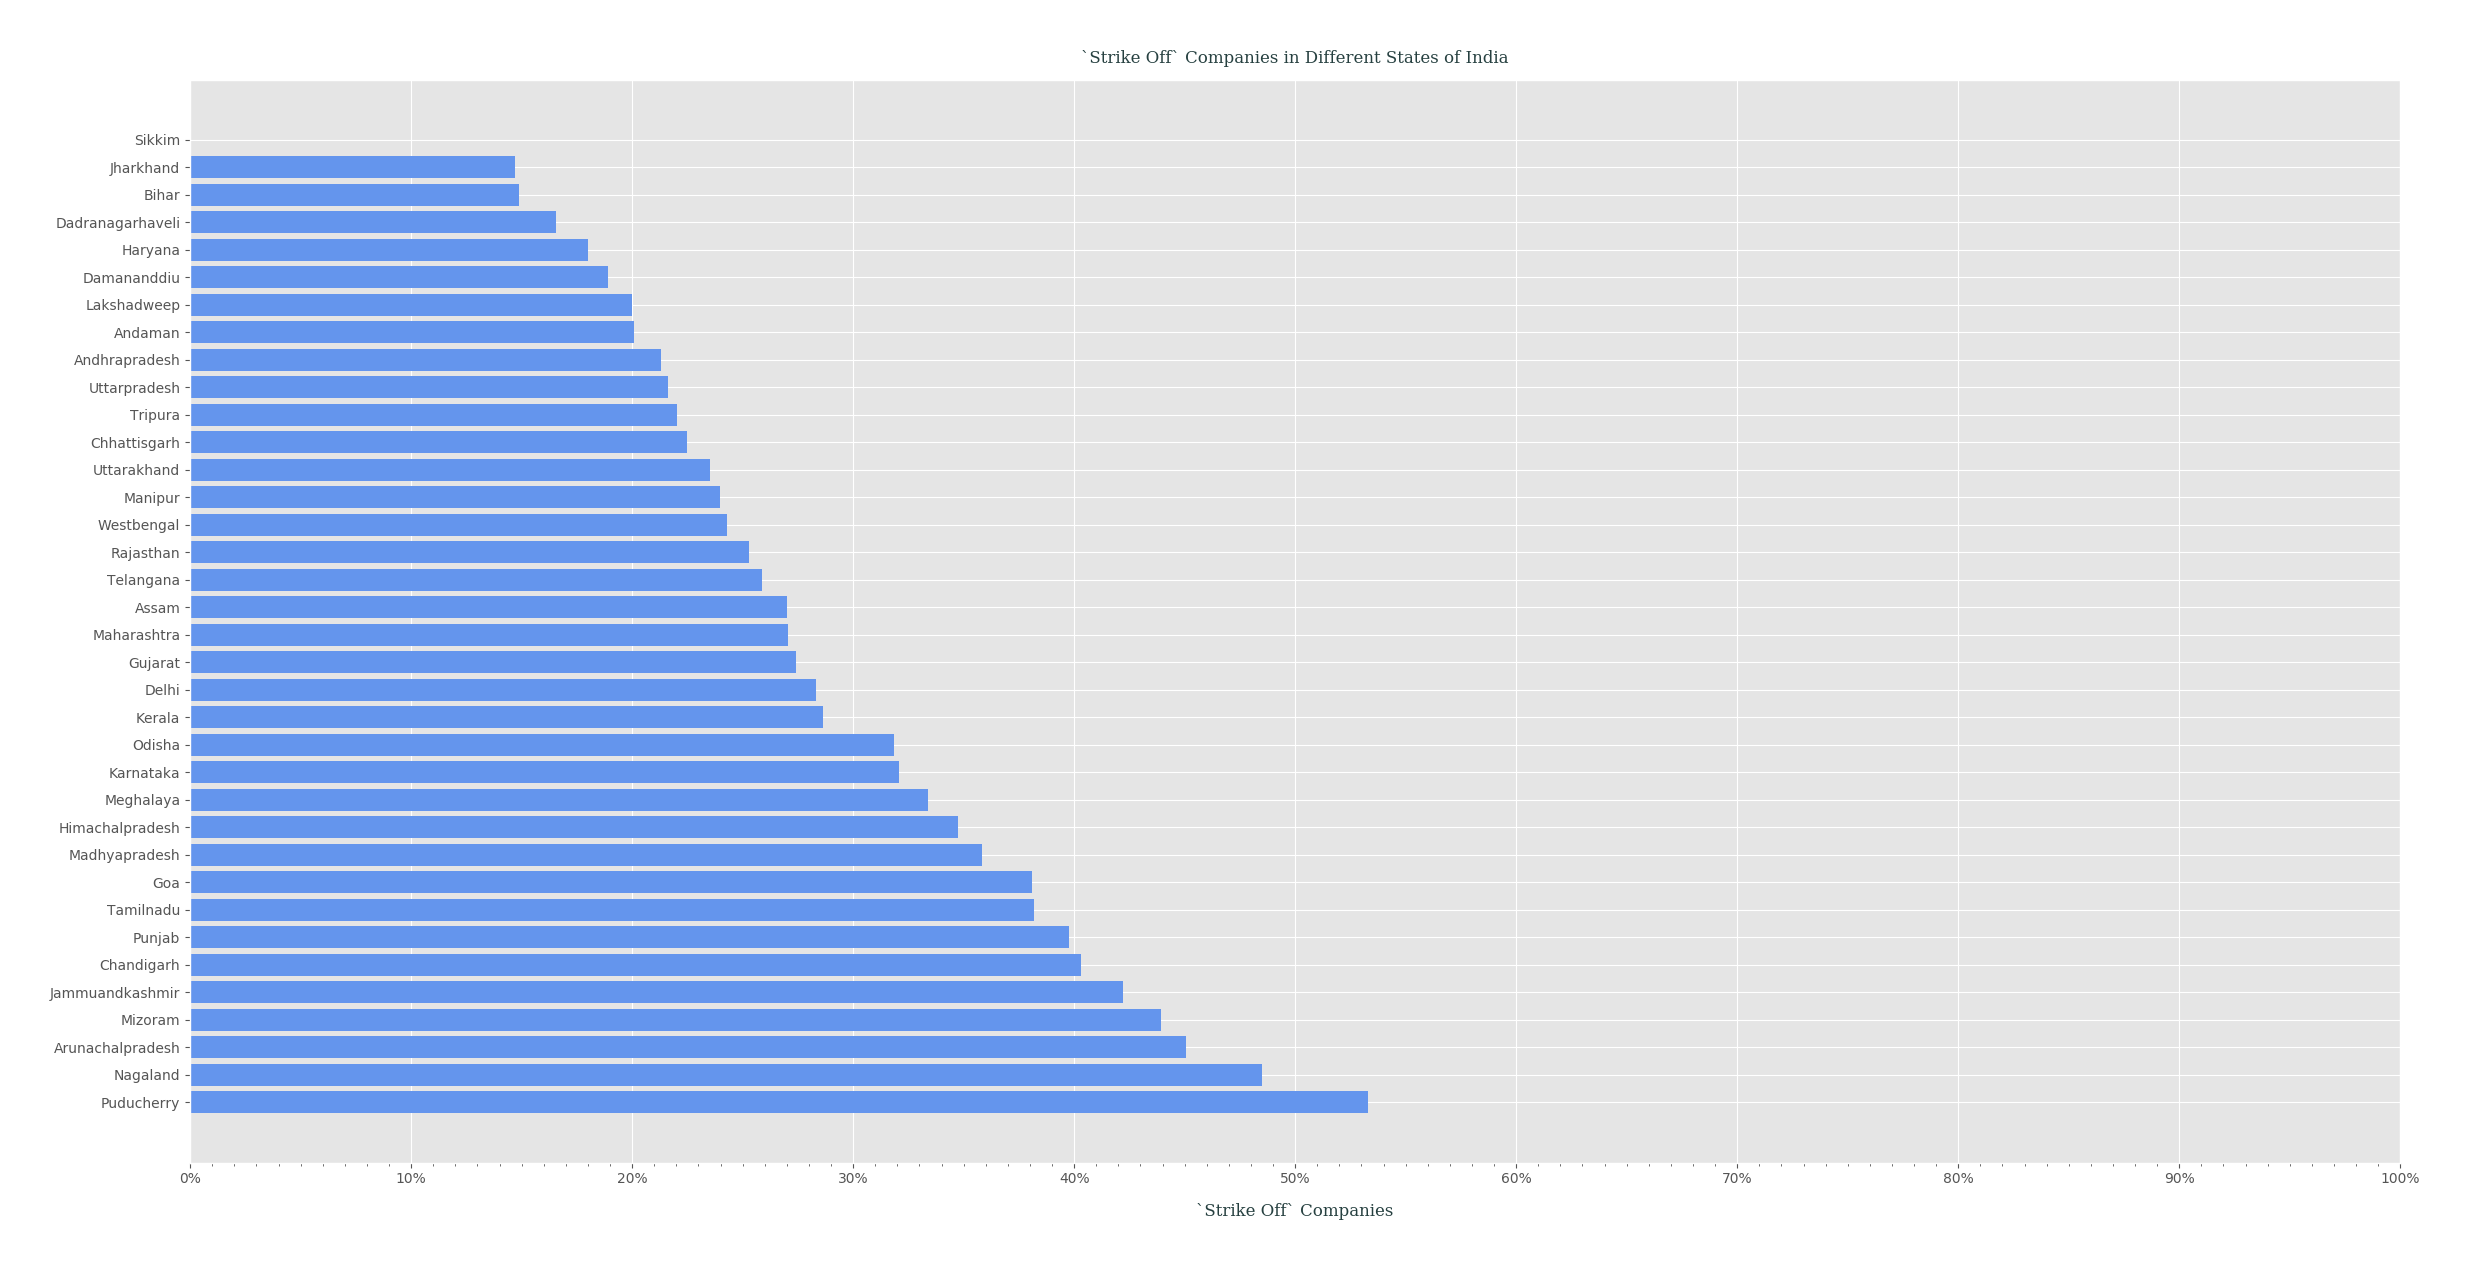 `Strike Off` Companies in Different States of India
Sikkim
Jharkhand
Bihar
Dadranagarhaveli
Haryana
Damananddiu
Lakshadweep
Andaman
Andhrapradesh
Uttarpradesh
Tripura
Chhattisgarh
Uttarakhand
Manipur
Westbengal
Rajasthan
Telangana
Assam
Maharashtra
Gujarat
Delhi
Kerala
Odisha
Karnataka
Meghalaya
Himachalpradesh
Madhyapradesh
Goa
Tamilnadu
Punjab
Chandigarh
Jammuandkashmir
Mizoram
Arunachalpradesh
Nagaland
Puducherry
0% 10% 20% 30% 40% 50% 60% 70% 80% 90% 100%
`Strike Off` Companies